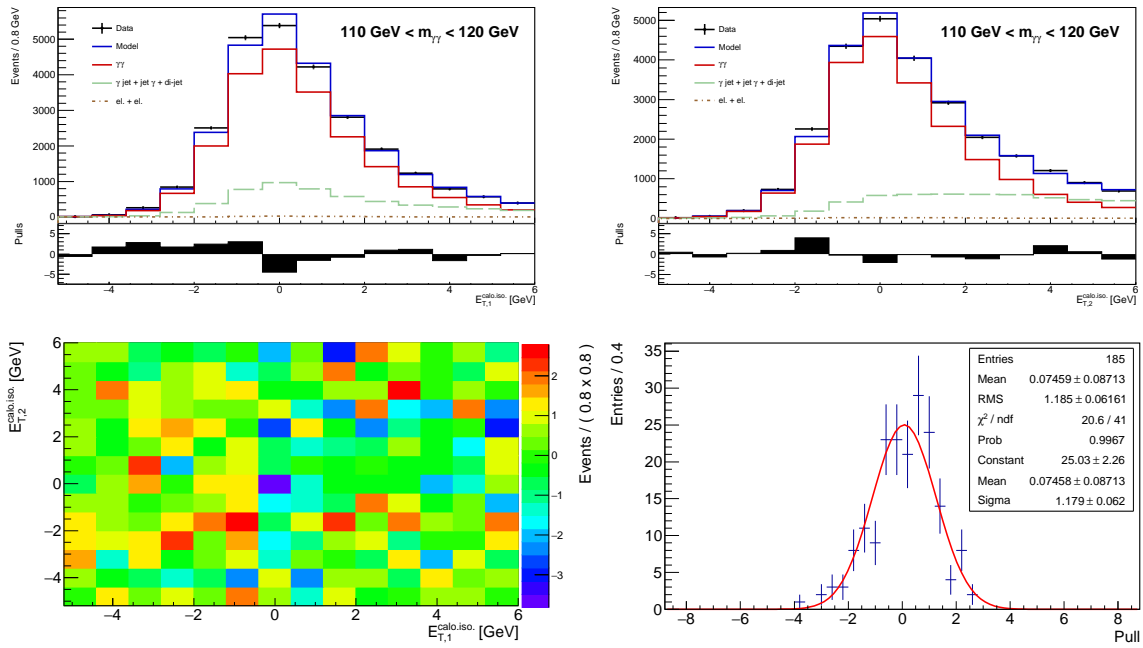 Events / 0.8 GeV
5000
4000
3000
2000
1000
0
Data
Model
γγ
γ jet + jet γ + di-jet
el. + el.
110 GeV < mγγ < 120 GeV
Pulls
5
0
−5
−4 −2 0 2 4 6
E_{T,1}^{calo.iso.} [GeV]
Events / 0.8 GeV
5000
4000
3000
2000
1000
0
Data
Model
γγ
γ jet + jet γ + di-jet
el. + el.
110 GeV < mγγ < 120 GeV
Pulls
5
0
−5
−4 −2 0 2 4 6
E_{T,2}^{calo.iso.} [GeV]
E_{T,2}^{calo.iso.} [GeV]
6
4
2
0
−2
−4
−4 −2 0 2 4 6
E_{T,1}^{calo.iso.} [GeV]
2
1
0
−1
−2
−3
Events / ( 0.8 x 0.8 )
Entries / 0.4
35
30
25
20
15
10
5
0
Entries 185
Mean 0.07459 ± 0.08713
RMS 1.185 ± 0.06161
χ² / ndf 20.6 / 41
Prob 0.9967
Constant 25.03 ± 2.26
Mean 0.07458 ± 0.08713
Sigma 1.179 ± 0.062
−8 −6 −4 −2 0 2 4 6 8
Pull